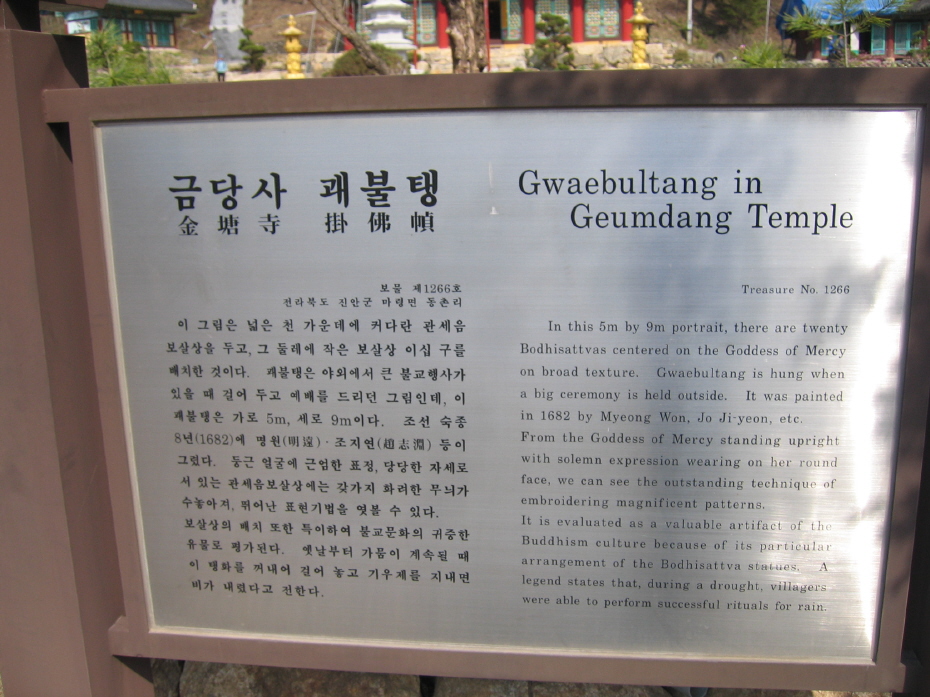 금당사 괘불탱
金塘寺 掛佛幀
보물 제1266호
전라북도 진안군 마령면 동촌리
이 그림은 넓은 천 가운데에 커다란 관세음
보살상을 두고, 그 둘레에 작은 보살상 이십 구를
배치한 것이다. 괘불탱은 야외에서 큰 불교행사가
있을 때 걸어 두고 예배를 드리던 그림인데, 이
괘불탱은 가로 5m, 세로 9m이다. 조선 숙종
8년(1682)에 명원(明遠)·조지연(趙志淵) 등이
그렸다. 둥근 얼굴에 근엄한 표정, 당당한 자세로
서 있는 관세음보살상에는 갖가지 화려한 무늬가
수놓아져, 뛰어난 표현기법을 엿볼 수 있다.
보살상의 배치 또한 특이하여 불교문화의 귀중한
유물로 평가된다. 옛날부터 가뭄이 계속될 때
이 탱화를 꺼내어 걸어 놓고 기우제를 지내면
비가 내렸다고 전한다.
Gwaebultang in
Geumdang Temple
Treasure No. 1266
In this 5m by 9m portrait, there are twenty
Bodhisattvas centered on the Goddess of Mercy
on broad texture. Gwaebultang is hung when
a big ceremony is held outside. It was painted
in 1682 by Myeong Won, Jo Ji-yeon, etc.
From the Goddess of Mercy standing upright
with solemn expression wearing on her round
face, we can see the outstanding technique of
embroidering magnificent patterns.
It is evaluated as a valuable artifact of the
Buddhism culture because of its particular
arrangement of the Bodhisattva statues. A
legend states that, during a drought, villagers
were able to perform successful rituals for rain.